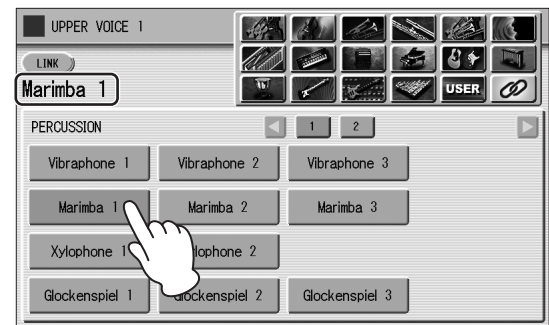 UPPER VOICE 1
LINK
Marimba 1
USER
PERCUSSION 1 2
Vibraphone 1 Vibraphone 2 Vibraphone 3
Marimba 1 Marimba 2 Marimba 3
Xylophone 1 lophone 2
Glockenspiel 1 Glockenspiel 2 Glockenspiel 3